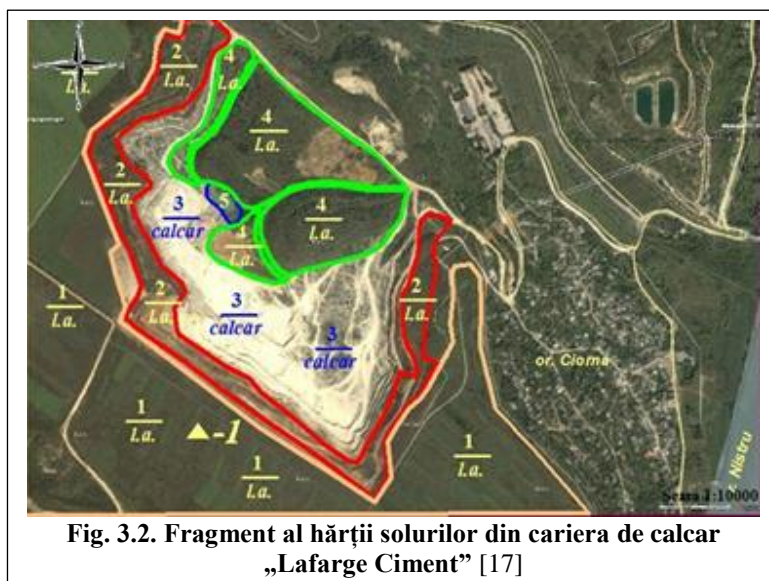 2
l.a.
4
l.a.
l.a.
4
l.a.
2
l.a.
5
3
calcar
4
l.a.
4
l.a.
1
l.a.
2
l.a.
3
calcar
2
l.a.
3
calcar
or. Ciorna
1
l.a.
-1
1
l.a.
1
l.a.
r. Nistru
Scara 1:10000
Fig. 3.2. Fragment al hărții solurilor din cariera de calcar
„Lafarge Ciment” [17]